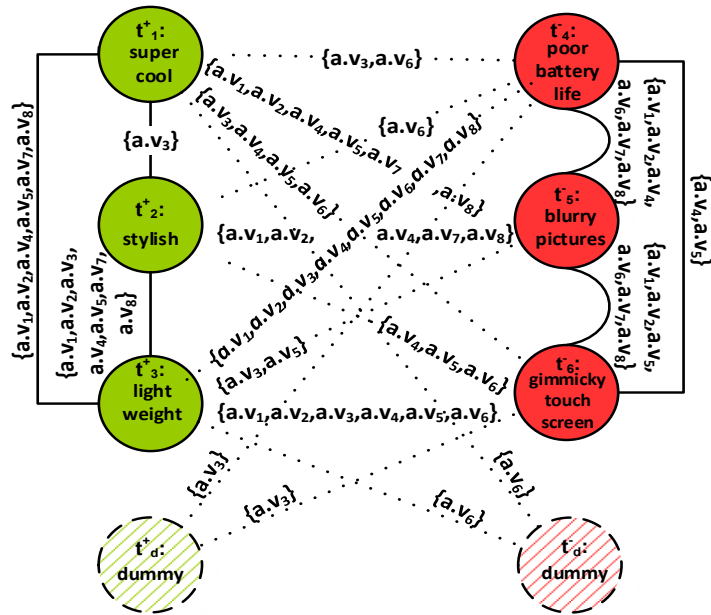 t⁺₁:
super
cool
t⁻₄:
poor
battery
life
{a.v₃,a.v₆}
{a.v₁,a.v₂,a.v₄,a.v₅,a.v₇
,a.v₈}
{a.v₃,a.v₄,a.v₅,a.v₆}
{a.v₆}
{a.v₃}
{a.v₁,a.v₂,a.v₄,a.v₅,a.v₇,a.v₈}
{a.v₁,a.v₂,a.v₄,
a.v₆,a.v₇,a.v₈}
{a.v₄,a.v₅}
t⁺₂:
stylish
t⁻₅:
blurry
pictures
{a.v₁,a.v₂,
a.v₄,a.v₇,a.v₈}
{a.v₁,a.v₂,a.v₃,a.v₄,a.v₅,a.v₆,a.v₇,a.v₈}
{a.v₁,a.v₂,a.v₃,
a.v₄,a.v₅,a.v₇,
a.v₈}
{a.v₁,a.v₂,a.v₅,
a.v₆,a.v₇,a.v₈}
t⁺₃:
light
weight
{a.v₃,a.v₅}
{a.v₄,a.v₅,a.v₆}
t⁻₆:
gimmicky
touch
screen
{a.v₁,a.v₂,a.v₃,a.v₄,a.v₅,a.v₆}
{a.v₃}
{a.v₃}
{a.v₆}
{a.v₆}
t⁺d:
dummy
t⁻d:
dummy